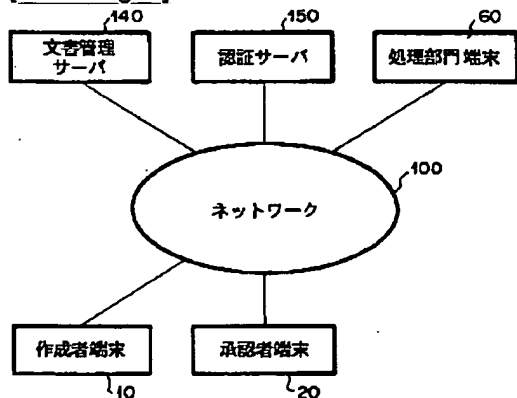 140
150
60
文書管理
サーバ
認証サーバ
処理部門端末
100
ネットワーク
作成者端末
承認者端末
10
20